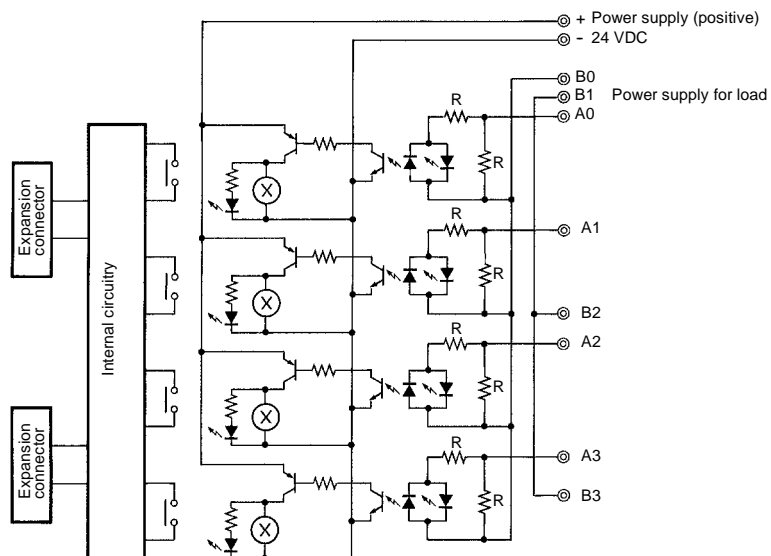 + Power supply (positive)
- 24 VDC
B0
B1 Power supply for load
A0
R
R
X
Expansion
connector
Internal circuitry
A1
R
R
X
B2
A2
R
R
X
Expansion
connector
A3
R
R
X
B3